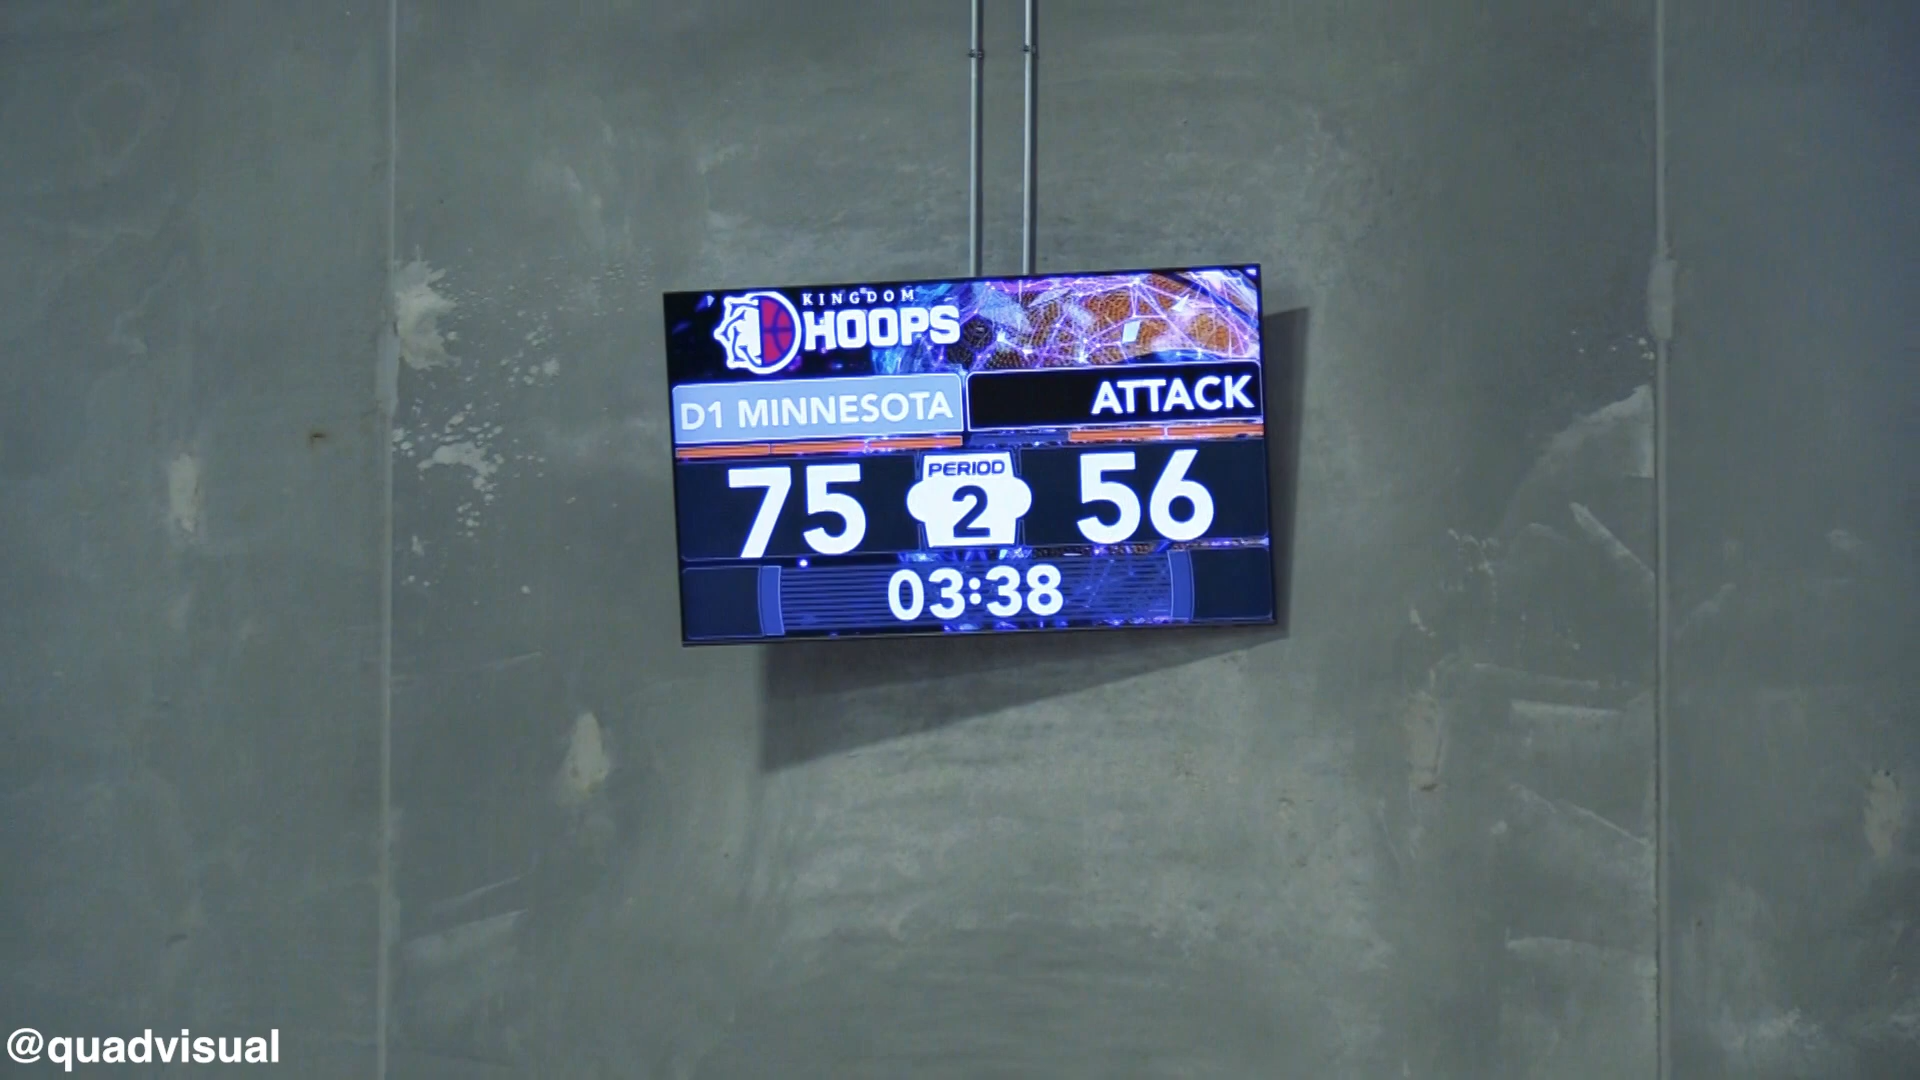 KINGDOM
HOOPS
D1 MINNESOTA
ATTACK
75
PERIOD
2
56
03:38
@quadvisual